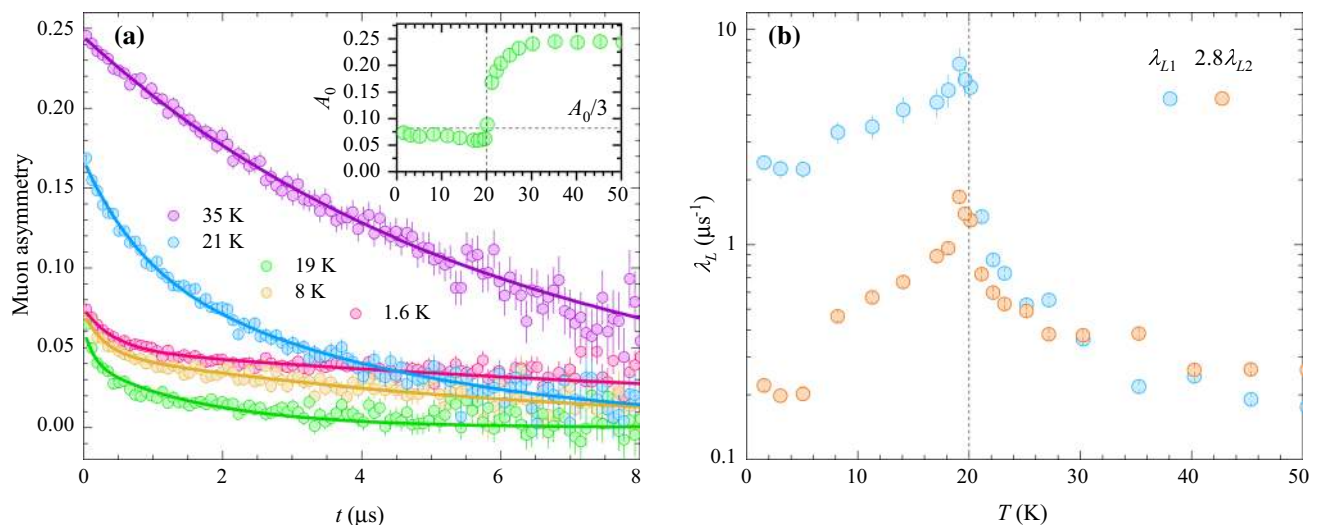 (a)
0.25
0.20
0.15
0.10
0.05
0.00
Muon asymmetry
0 2 4 6 8
t (μs)
35 K
21 K
19 K
8 K
1.6 K
0.25
0.20
0.15
0.10
0.05
0.00
A₀
A₀/3
0 10 20 30 40 50
(b)
10
1
0.1
λL (μs⁻¹)
λL1 2.8λL2
0 10 20 30 40 50
T (K)